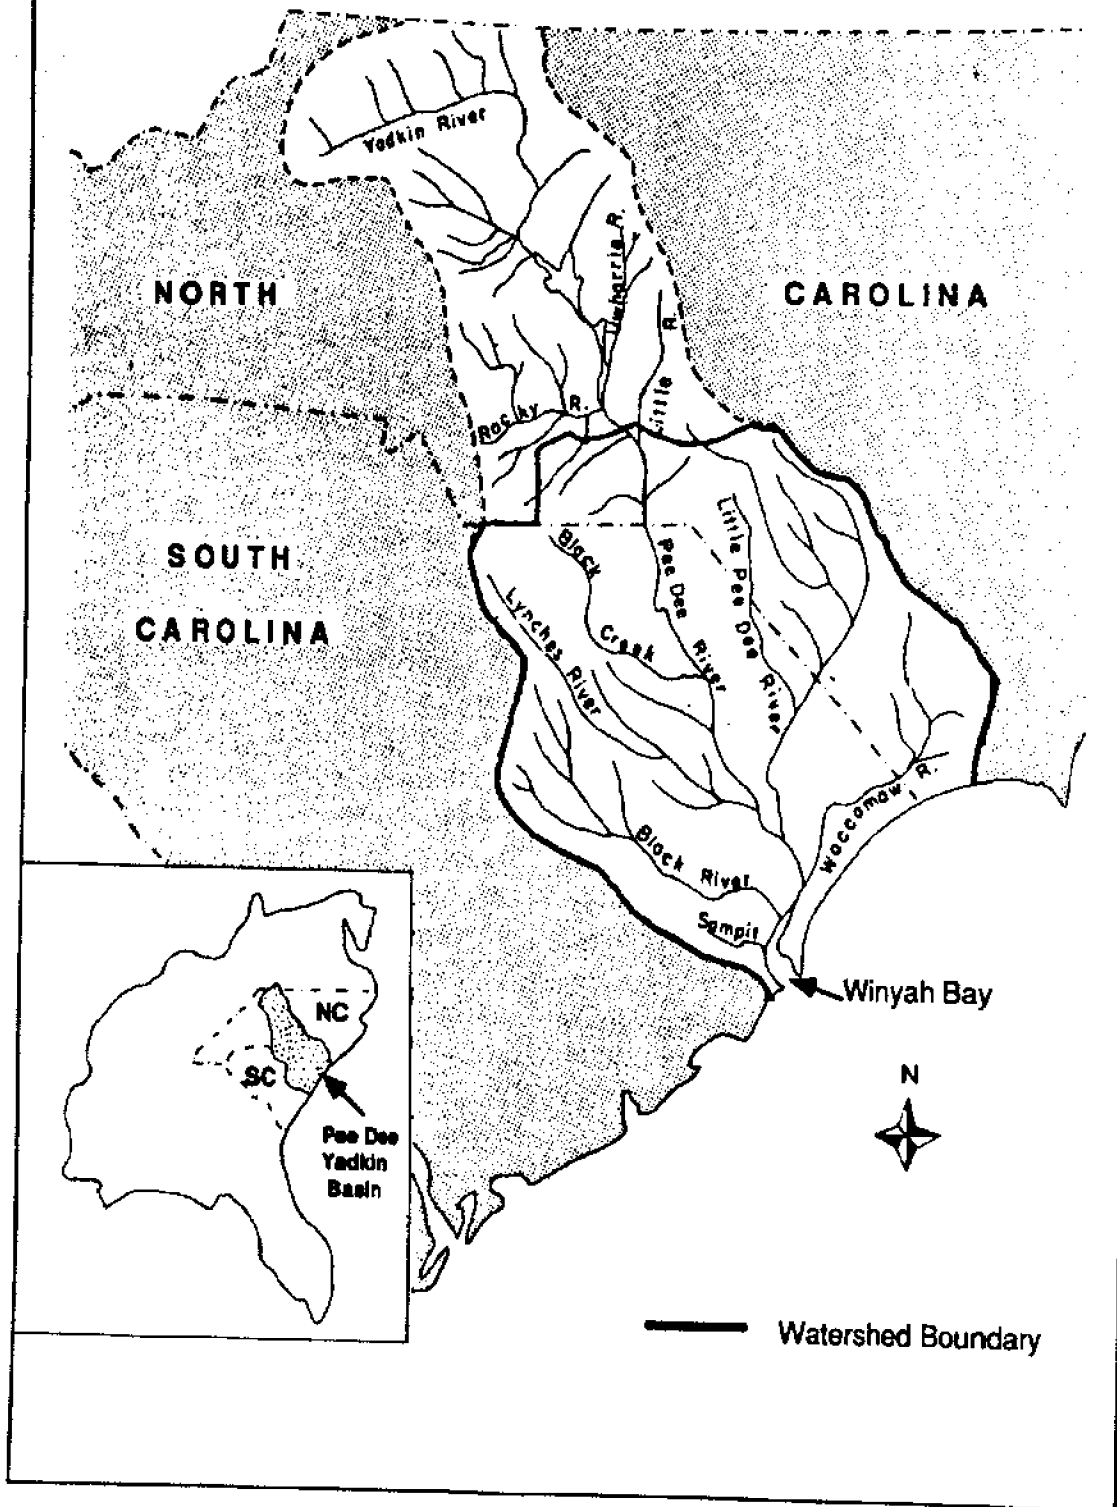 Yadkin River
Uwharrie R.
NORTH
CAROLINA
Little R.
Rocky R.
SOUTH
CAROLINA
Black Creek
Pee Dee River
Little Pee Dee River
Lynches River
Waccamaw R.
Black River
Sampit
Winyah Bay
NC
SC
Pee Dee
Yadkin
Basin
N
Watershed Boundary